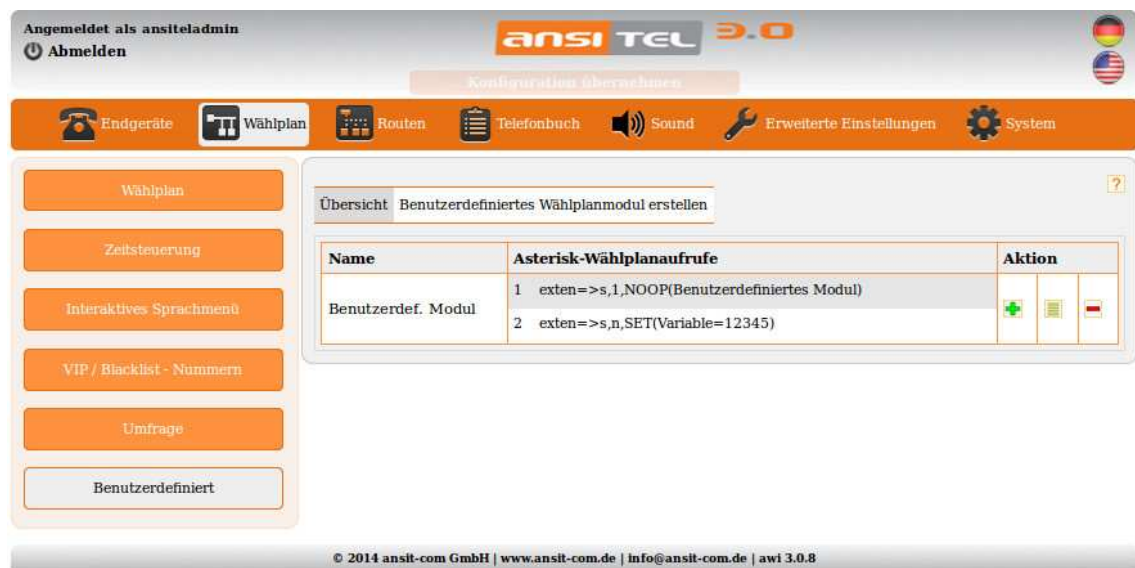 Angemeldet als ansiteladmin
Abmelden
ansi TEL 3.0
Konfiguration übernehmen
Endgeräte Wählplan Routen Telefonbuch Sound Erweiterte Einstellungen System
Wählplan
Zeitsteuerung
Interaktives Sprachmenü
VIP / Blacklist - Nummern
Umfrage
Benutzerdefiniert
?
Übersicht Benutzerdefiniertes Wählplanmodul erstellen
Name Asterisk-Wählplanaufrufe Aktion
Benutzerdef. Modul
1 exten=>s,1,NOOP(Benutzerdefiniertes Modul)
2 exten=>s,n,SET(Variable=12345)
© 2014 ansit-com GmbH | www.ansit-com.de | info@ansit-com.de | awi 3.0.8